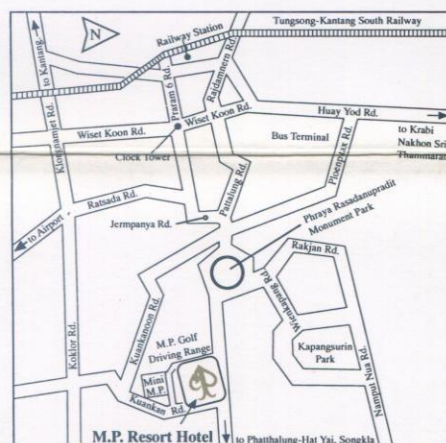 Tungsong-Kantang South Railway
N
Railway Station
to Kantang
Praram 6 Rd.
Rajdamnern Rd.
Huay Yod Rd.
Wiset Koon Rd.
Wiset Koon Rd.
Bus Terminal
to Krabi
Nakhon Sri
Thammarat
Clock Tower
Ploenpitux Rd.
Pattalung Rd.
Ratsada Rd.
Jermpanya Rd.
to Airport
Phraya Rasadanupradit
Monument Park
Rakjan Rd.
Kuankanoon Rd.
Wienkapang Rd.
M.P. Golf
Driving Range
Kapangsurin
Park
Koklor Rd.
Mini
M.P.
Kuankan Rd.
M.P. Resort Hotel
to Phatthalung-Hat Yai, Songkla